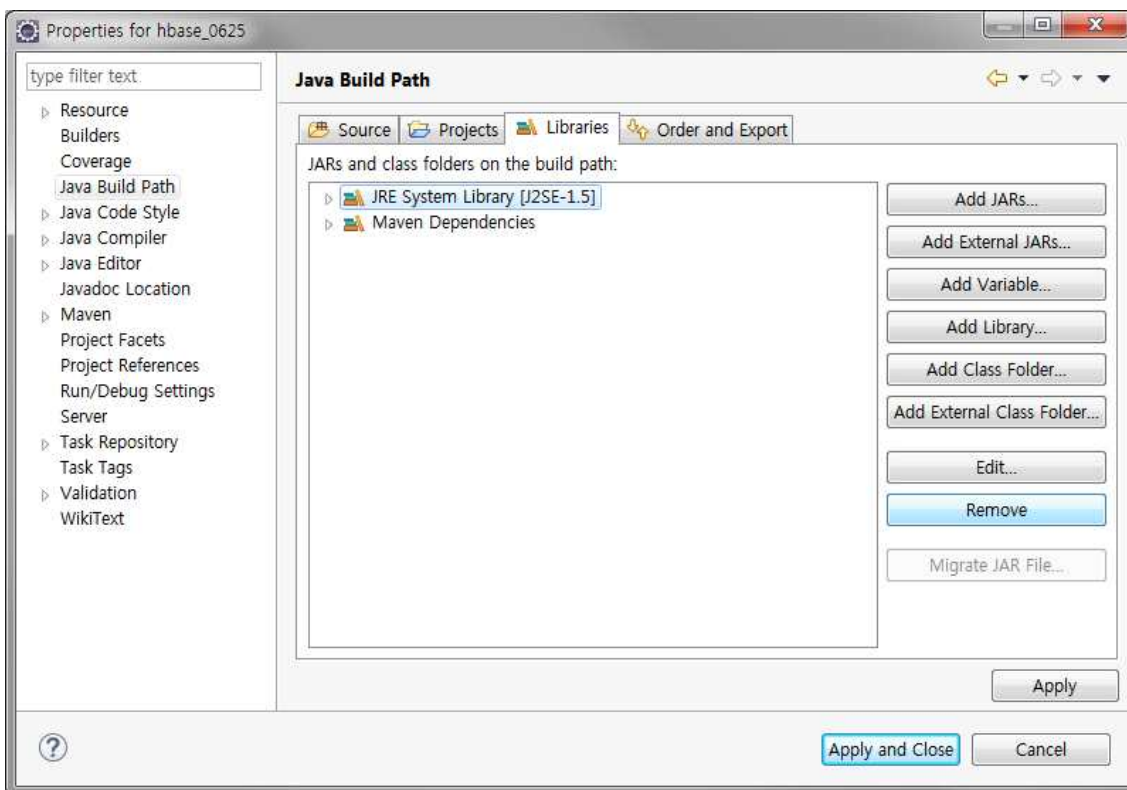 Properties for hbase_0625
type filter text
Resource
Builders
Coverage
Java Build Path
Java Code Style
Java Compiler
Java Editor
Javadoc Location
Maven
Project Facets
Project References
Run/Debug Settings
Server
Task Repository
Task Tags
Validation
WikiText
Java Build Path
Source Projects Libraries Order and Export
JARs and class folders on the build path:
JRE System Library [J2SE-1.5]
Maven Dependencies
Add JARs...
Add External JARs...
Add Variable...
Add Library...
Add Class Folder...
Add External Class Folder...
Edit...
Remove
Migrate JAR File...
Apply
?
Apply and Close Cancel